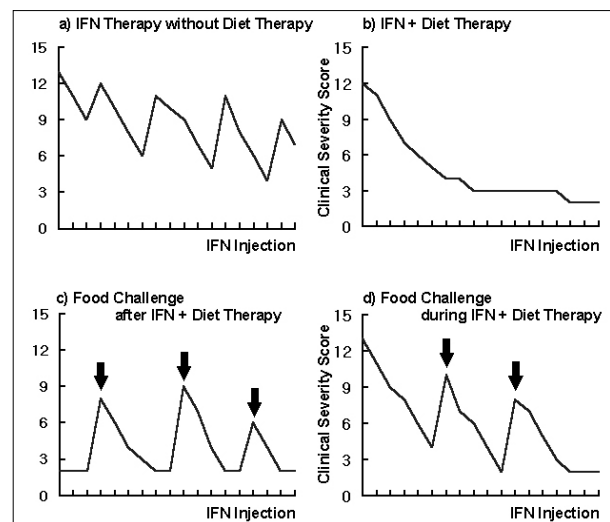 a) IFN Therapy without Diet Therapy
15
12
9
6
3
0
IFN Injection
b) IFN + Diet Therapy
Clinical Severity Score
15
12
9
6
3
0
IFN Injection
c) Food Challenge
after IFN + Diet Therapy
15
12
9
6
3
0
IFN Injection
d) Food Challenge
during IFN + Diet Therapy
Clinical Severity Score
15
12
9
6
3
0
IFN Injection